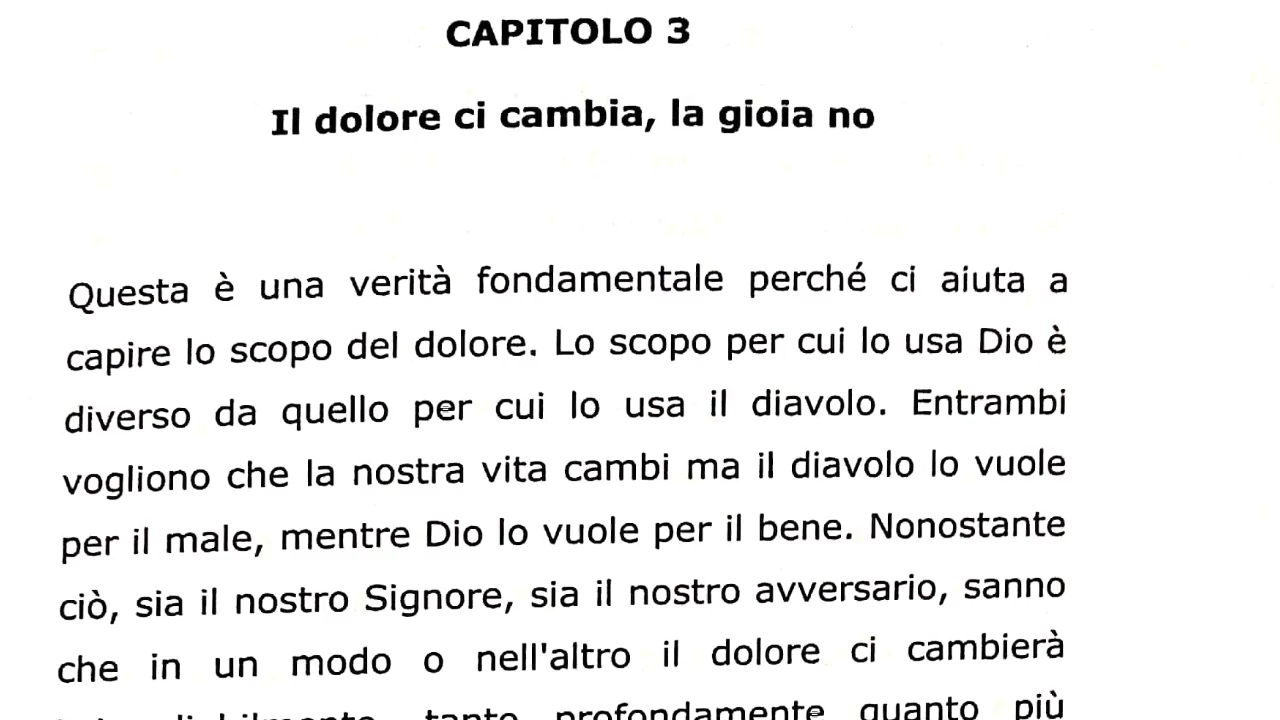 CAPITOLO 3
Il dolore ci cambia, la gioia no
Questa è una verità fondamentale perché ci aiuta a
capire lo scopo del dolore. Lo scopo per cui lo usa Dio è
diverso da quello per cui lo usa il diavolo. Entrambi
vogliono che la nostra vita cambi ma il diavolo lo vuole
per il male, mentre Dio lo vuole per il bene. Nonostante
ciò, sia il nostro Signore, sia il nostro avversario, sanno
che in un modo o nell'altro il dolore ci cambierà
tanto profondamente quanto più